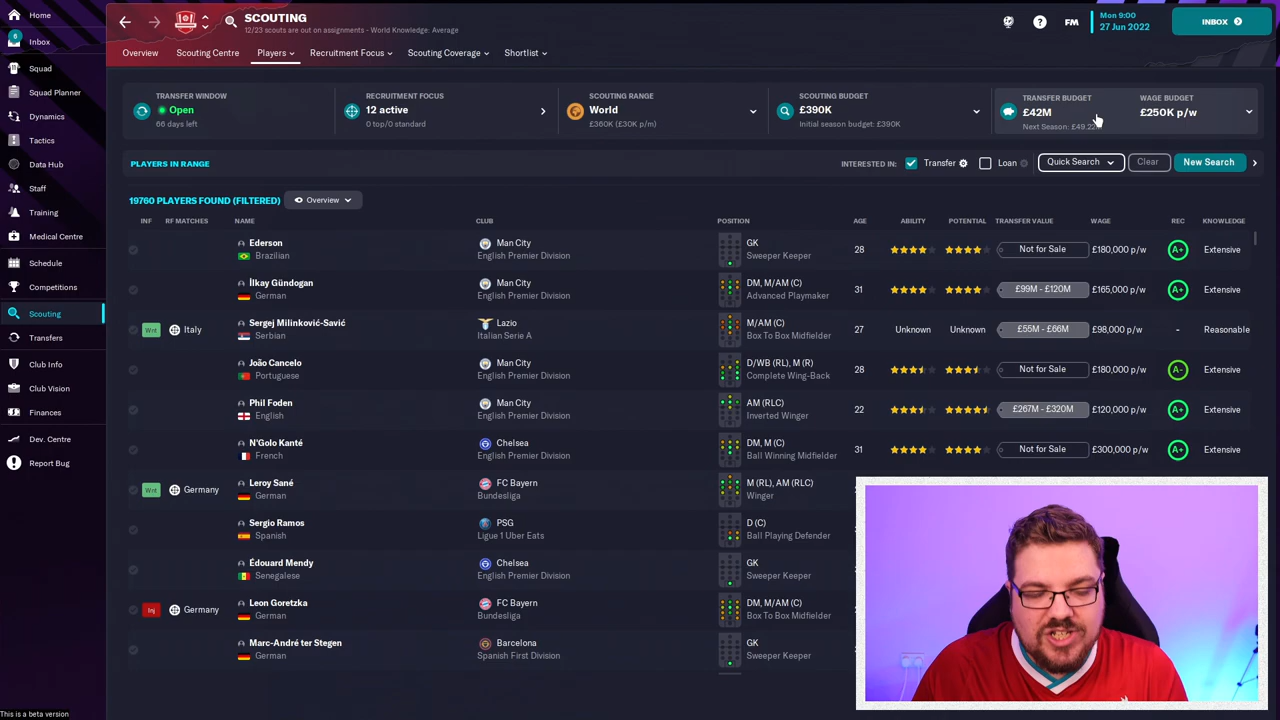 Home
6
Inbox
Squad
Squad Planner
Dynamics
Tactics
Data Hub
Staff
Training
Medical Centre
Schedule
Competitions
Scouting
Transfers
Club Info
Club Vision
Finances
Dev. Centre
Report Bug
This is a beta version
SCOUTING
12/23 scouts are out on assignments - World Knowledge: Average
FM
Mon 9:00
27 Jun 2022
INBOX
Overview Scouting Centre Players Recruitment Focus Scouting Coverage Shortlist
TRANSFER WINDOW
Open
66 days left
RECRUITMENT FOCUS
12 active
0 top/0 standard
SCOUTING RANGE
World
£360K (£30K p/m)
SCOUTING BUDGET
£390K
Initial season budget: £390K
TRANSFER BUDGET
£42M
Next Season:
WAGE BUDGET
£250K p/w
PLAYERS IN RANGE
INTERESTED IN: Transfer Loan Quick Search Clear New Search
19760 PLAYERS FOUND (FILTERED) Overview
INF RF MATCHES NAME CLUB POSITION AGE ABILITY POTENTIAL TRANSFER VALUE WAGE REC KNOWLEDGE
Ederson Man City GK 28 Not for Sale £180,000 p/w A+ Extensive
Brazilian English Premier Division Sweeper Keeper
İlkay Gündogan Man City DM, M/AM (C) 31 £99M - £120M £165,000 p/w A+ Extensive
German English Premier Division Advanced Playmaker
Wnt Italy Sergej Milinković-Savić Lazio M/AM (C) 27 Unknown Unknown £55M - £66M £98,000 p/w - Reasonable
Serbian Italian Serie A Box To Box Midfielder
João Cancelo Man City D/WB (RL), M (R) 28 Not for Sale £180,000 p/w A- Extensive
Portuguese English Premier Division Complete Wing-Back
Phil Foden Man City AM (RLC) 22 £267M - £320M £120,000 p/w A+ Extensive
English English Premier Division Inverted Winger
N'Golo Kanté Chelsea DM, M (C) 31 Not for Sale £300,000 p/w A+ Extensive
French English Premier Division Ball Winning Midfielder
Wnt Germany Leroy Sané FC Bayern M (RL), AM (RLC)
German Bundesliga Winger
Sergio Ramos PSG D (C)
Spanish Ligue 1 Uber Eats Ball Playing Defender
Édouard Mendy Chelsea GK
Senegalese English Premier Division Sweeper Keeper
Inj Germany Leon Goretzka FC Bayern DM, M/AM (C)
German Bundesliga Box To Box Midfielder
Marc-André ter Stegen Barcelona GK
German Spanish First Division Sweeper Keeper